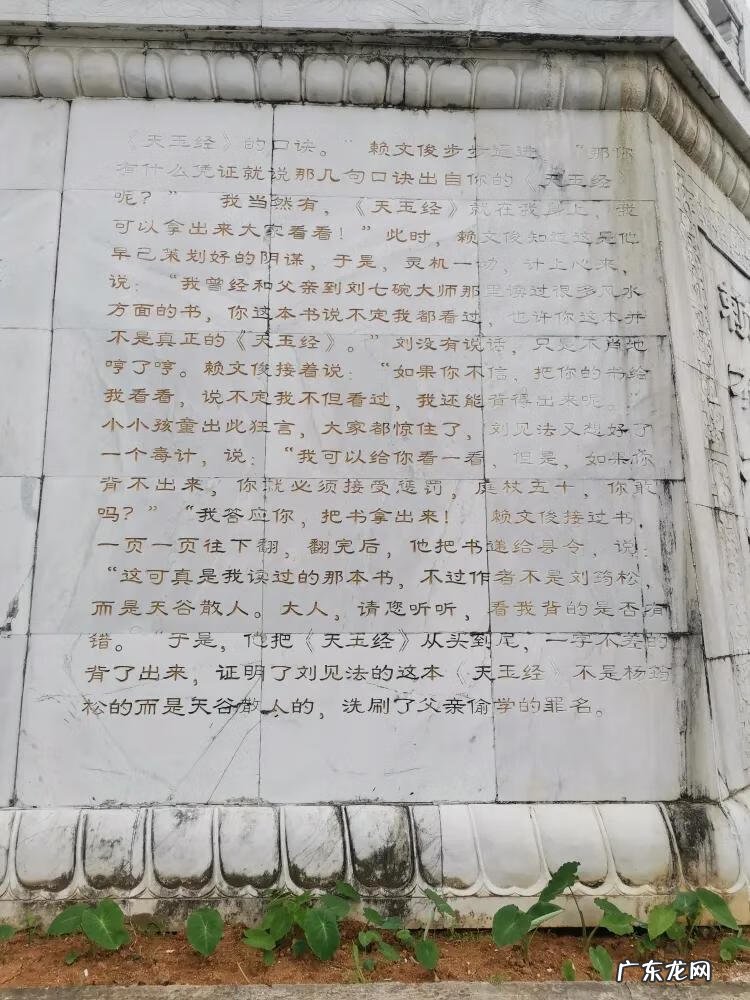 《天玉经》的口诀。”赖文俊步步逼进，“那你
有什么凭证就说那几句口诀出自你的《天玉经
呢？”　我当然有，《天玉经》就在我身上，我
可以拿出来大家看看！”此时，赖文俊知道这是他
早己策划好的阴谋，于是，灵机一动，计上心来，
说：“我曾经和父亲到刘七碗大师那里读过很多风水
方面的书，你这本书说不定我都看过，也许你这本并
不是真正的《天玉经》。”刘没有说话，只是不肖地
哼了哼。赖文俊接着说：“如果你不信，把你的书给
我看看，说不定我不但看过，我还能背得出来呢。
小小孩童出此狂言，大家都惊住了，刘见法又想好了
一个毒计，说：“我可以给你看一看，但是，如果你
背不出来，你就必须接受惩罚，庭杖五十，你敢
吗？”“我答应你，把书拿出来！　赖文俊接过书，
一页一页往下翻，翻完后，他把书递给县令，说：
“这可真是我读过的那本书，不过作者不是刘筠松，
而是天谷散人。大人，请您听听，看我背的是否有
错。“于是，他把《天玉经》从头到尾，一字不差的
背了出来，证明了刘见法的这本《天玉经》不是杨筠
松的而是天谷散人的，洗刷了父亲偷学的罪名。
赖
广东龙网